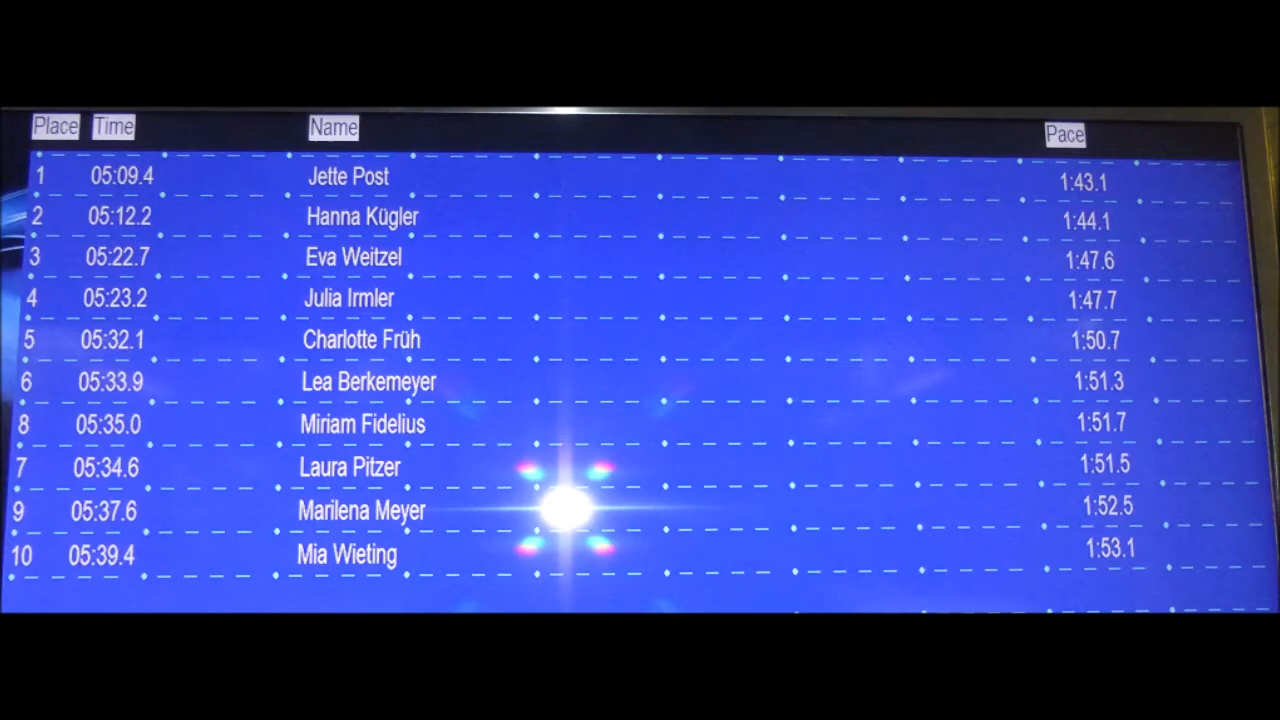 Place Time Name Pace
1 05:09.4 Jette Post 1:43.1
2 05:12.2 Hanna Kügler 1:44.1
3 05:22.7 Eva Weitzel 1:47.6
4 05:23.2 Julia Irmler 1:47.7
5 05:32.1 Charlotte Früh 1:50.7
6 05:33.9 Lea Berkemeyer 1:51.3
8 05:35.0 Miriam Fidelius 1:51.7
7 05:34.6 Laura Pitzer 1:51.5
9 05:37.6 Marilena Meyer 1:52.5
10 05:39.4 Mia Wieting 1:53.1